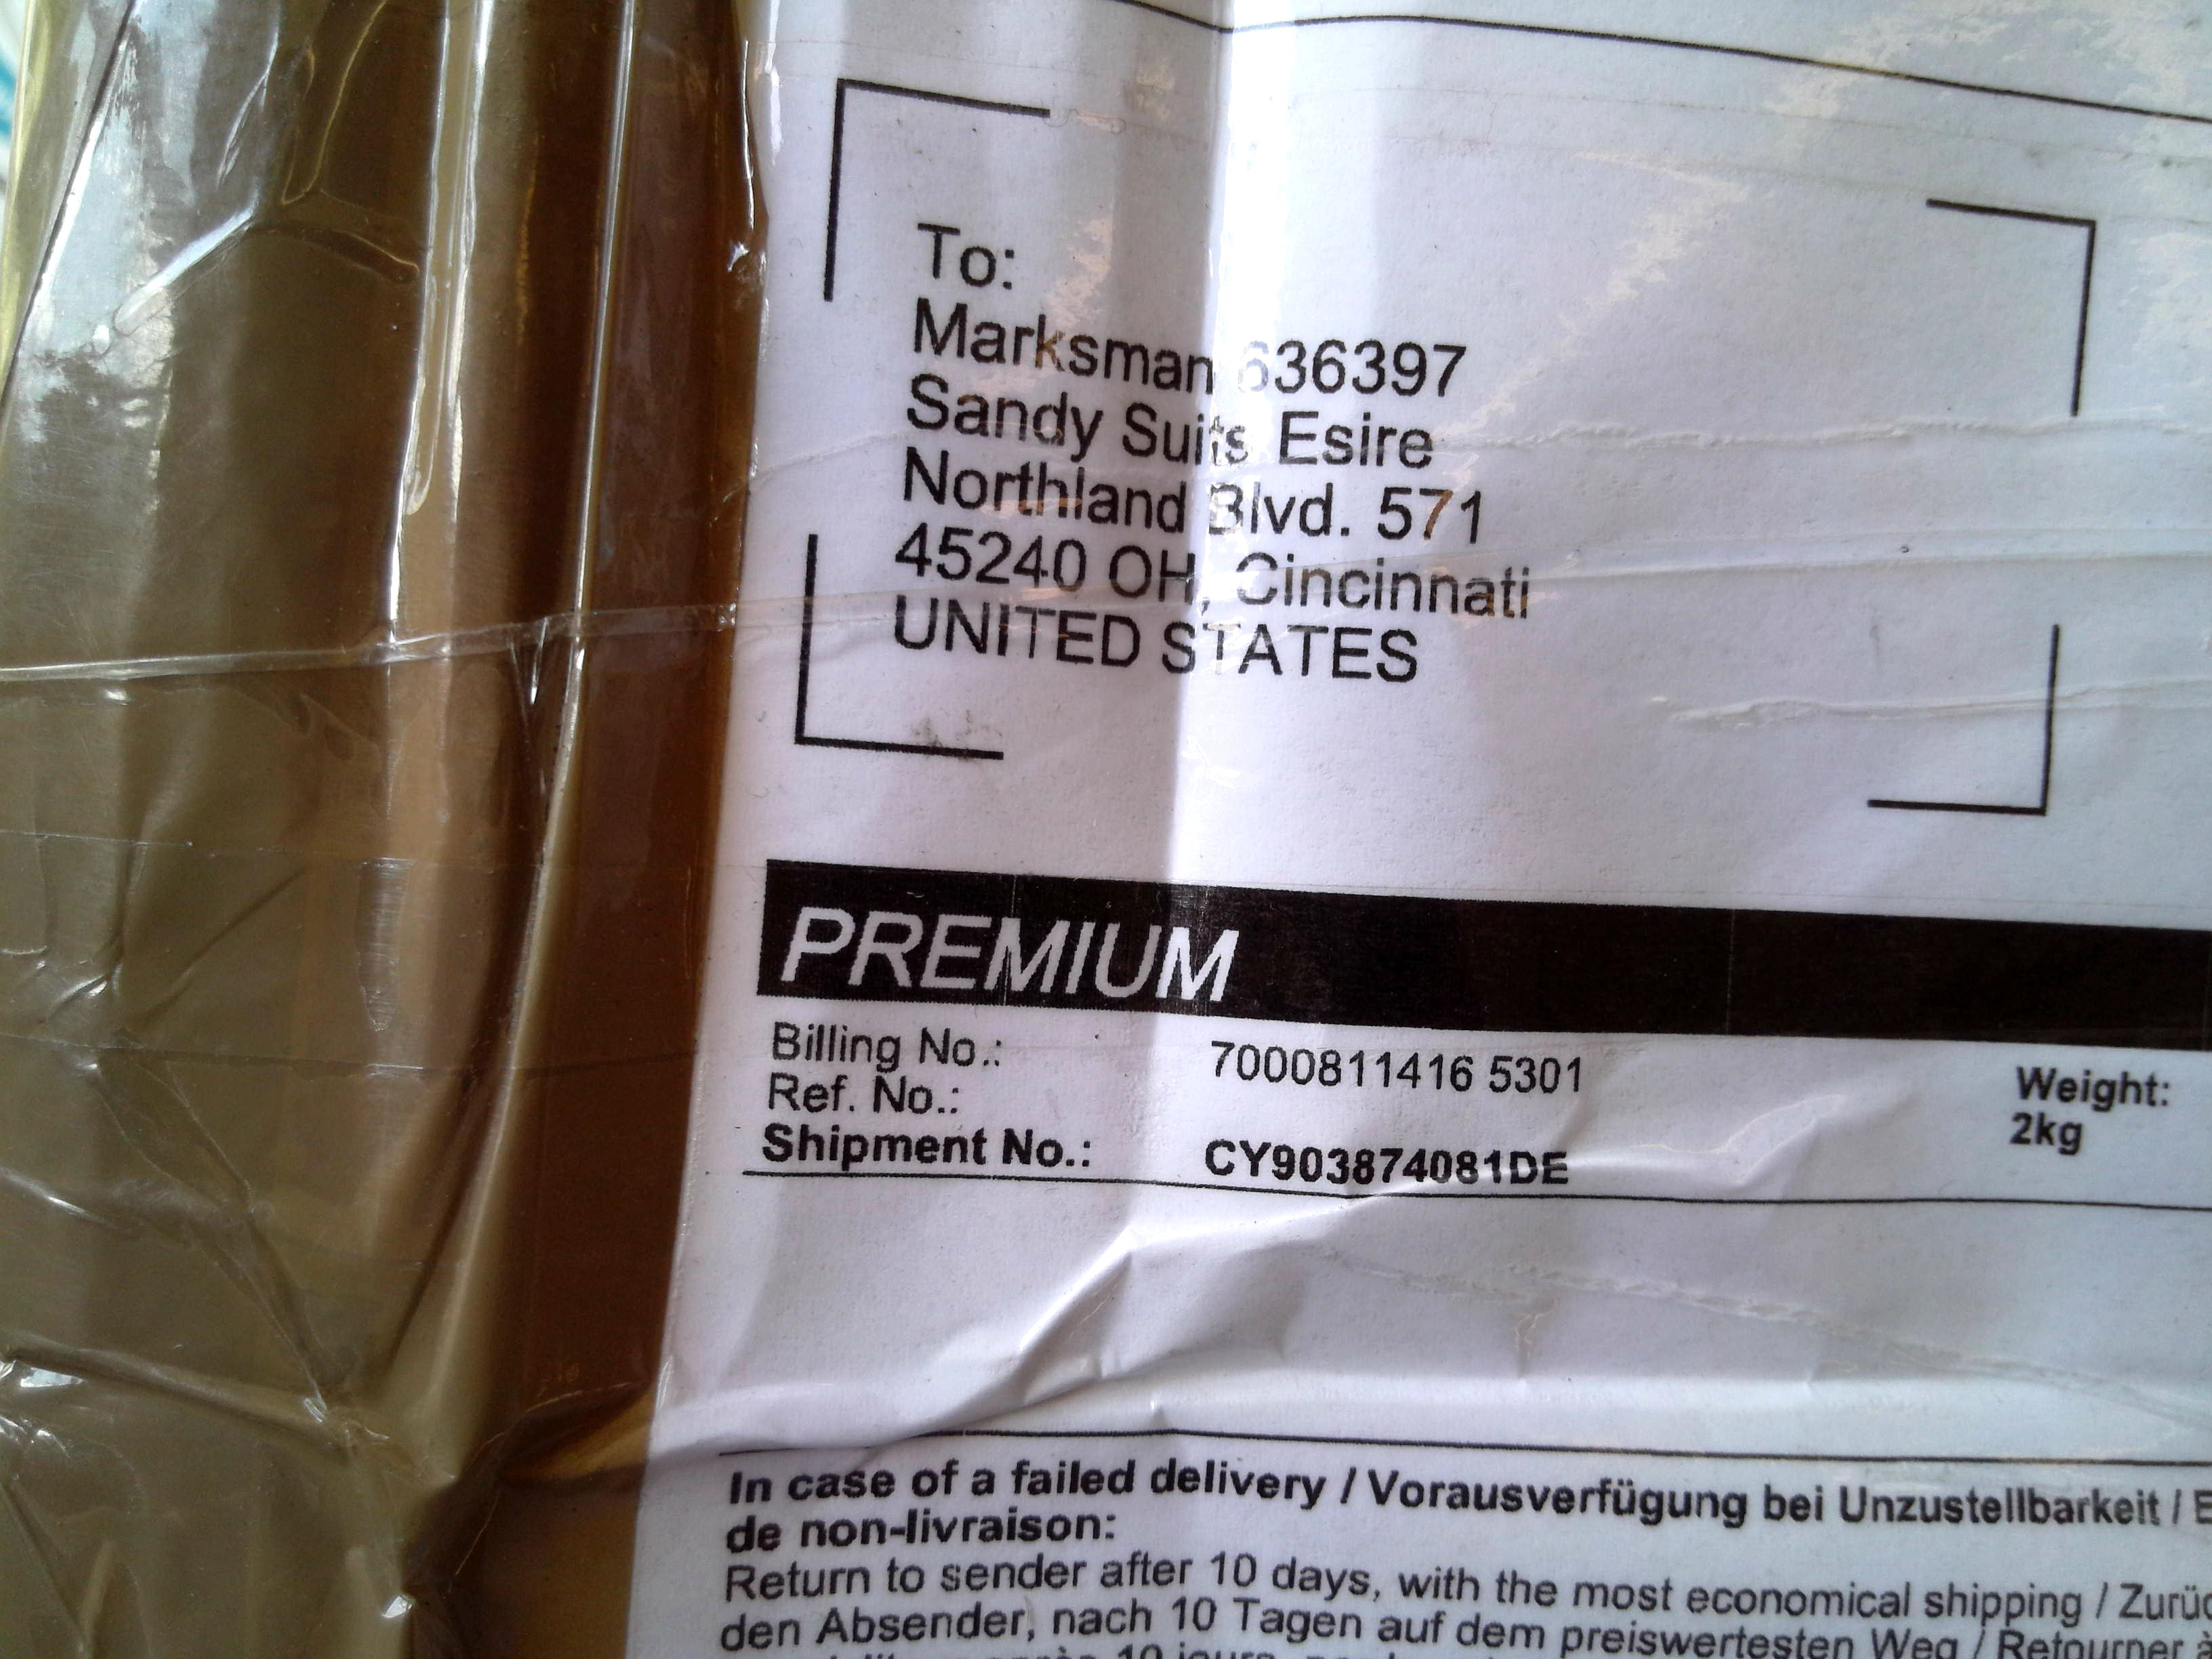 To:
Marksman 636397
Sandy Suits Esire
Northland Blvd. 571
45240 OH, Cincinnati
UNITED STATES
PREMIUM
Billing No.: 7000811416 5301
Ref. No.:
Shipment No.: CY903874081DE
Weight:
2kg
In case of a failed delivery / Vorausverfügung bei Unzustellbarkeit /
de non-livraison:
Return to sender after 10 days, with the most economical shipping /
den Absender, nach 10 Tagen auf dem preiswertesten Weg / Retourner à